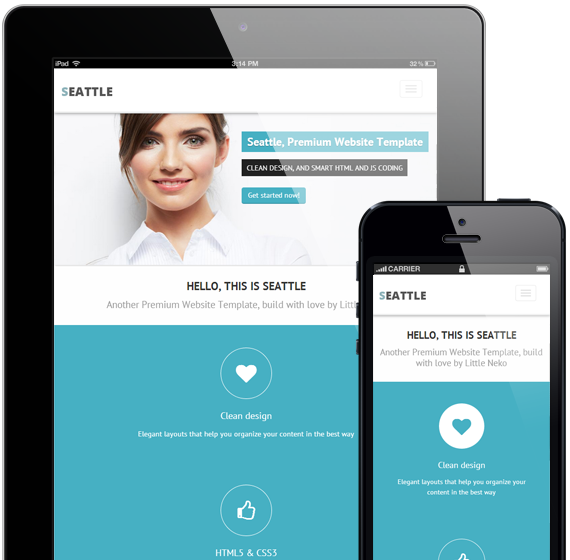 iPad
3:14 PM
32%
SEATTLE
Seattle, Premium Website Template
CLEAN DESIGN, AND SMART HTML AND JS CODING
Get started now!
HELLO, THIS IS SEATTLE
Another Premium Website Template, build with love by
Clean design
Elegant layouts that help you organize your content in the best way
HTML5 & CSS3
CARRIER
SEATTLE
HELLO, THIS IS SEATTLE
Another Premium Website Template, build
with love by Little Neko
Clean design
Elegant layouts that help you organize your
content in the best way